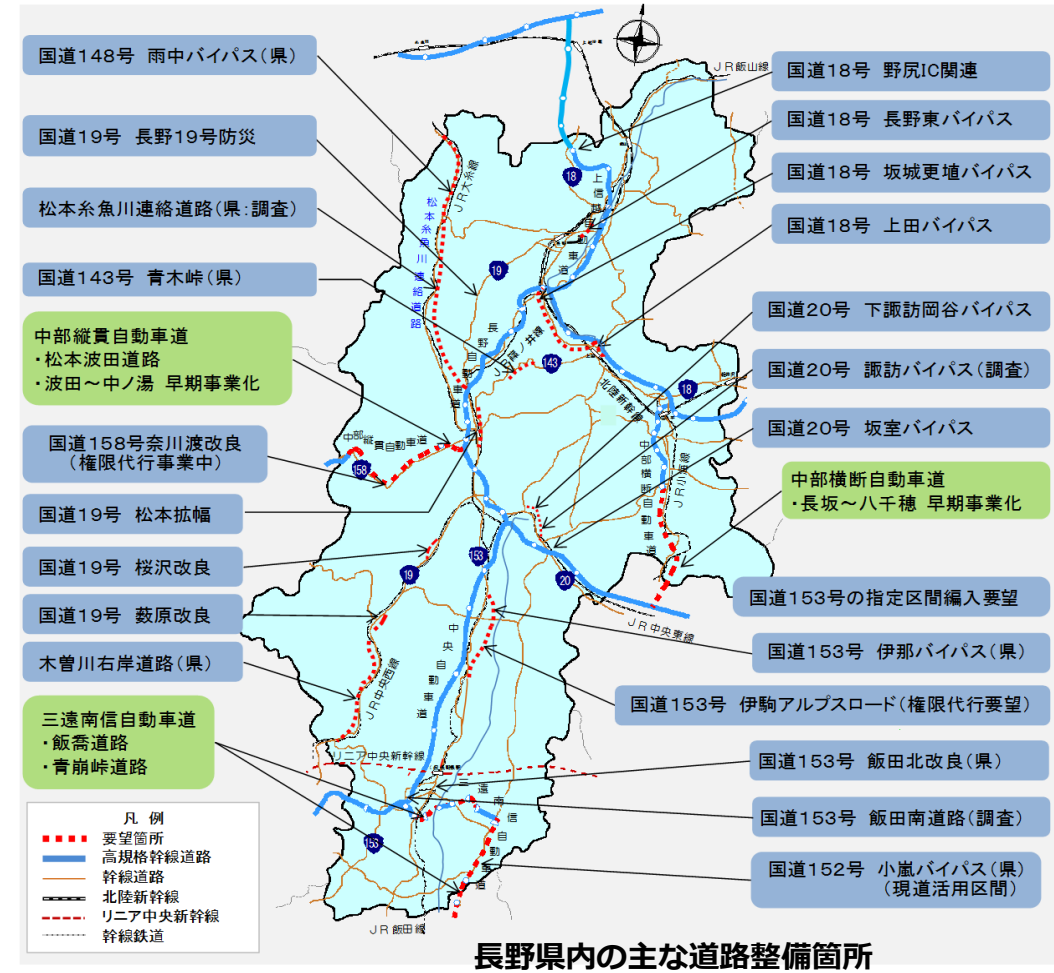 国道148号 雨中バイパス(県)
国道19号 長野19号防災
松本糸魚川連絡道路(県:調査)
国道143号 青木峠(県)
中部縦貫自動車道
・松本波田道路
・波田～中ノ湯 早期事業化
国道158号奈川渡改良
(権限代行事業中)
国道19号 松本拡幅
国道19号 桜沢改良
国道19号 薮原改良
木曽川右岸道路(県)
三遠南信自動車道
・飯喬道路
・青崩峠道路
凡 例
要望箇所
高規格幹線道路
幹線道路
北陸新幹線
リニア中央新幹線
幹線鉄道
JR飯山線
JR大糸線
松本糸魚川連絡道路
上信越自動車道
18
19
長野自動車道
JR篠ノ井線
143
北陸新幹線
18
中部縦貫自動車道
158
中部横断自動車道
JR小海線
153
19
20
JR中央東線
中央自動車道
JR中央西線
リニア中央新幹線
三遠南信自動車道
153
JR飯田線
国道18号 野尻IC関連
国道18号 長野東バイパス
国道18号 坂城更埴バイパス
国道18号 上田バイパス
国道20号 下諏訪岡谷バイパス
国道20号 諏訪バイパス(調査)
国道20号 坂室バイパス
中部横断自動車道
・長坂～八千穂 早期事業化
国道153号の指定区間編入要望
国道153号 伊那バイパス(県)
国道153号 伊駒アルプスロード(権限代行要望)
国道153号 飯田北改良(県)
国道153号 飯田南道路(調査)
国道152号 小嵐バイパス(県)
(現道活用区間)
長野県内の主な道路整備箇所